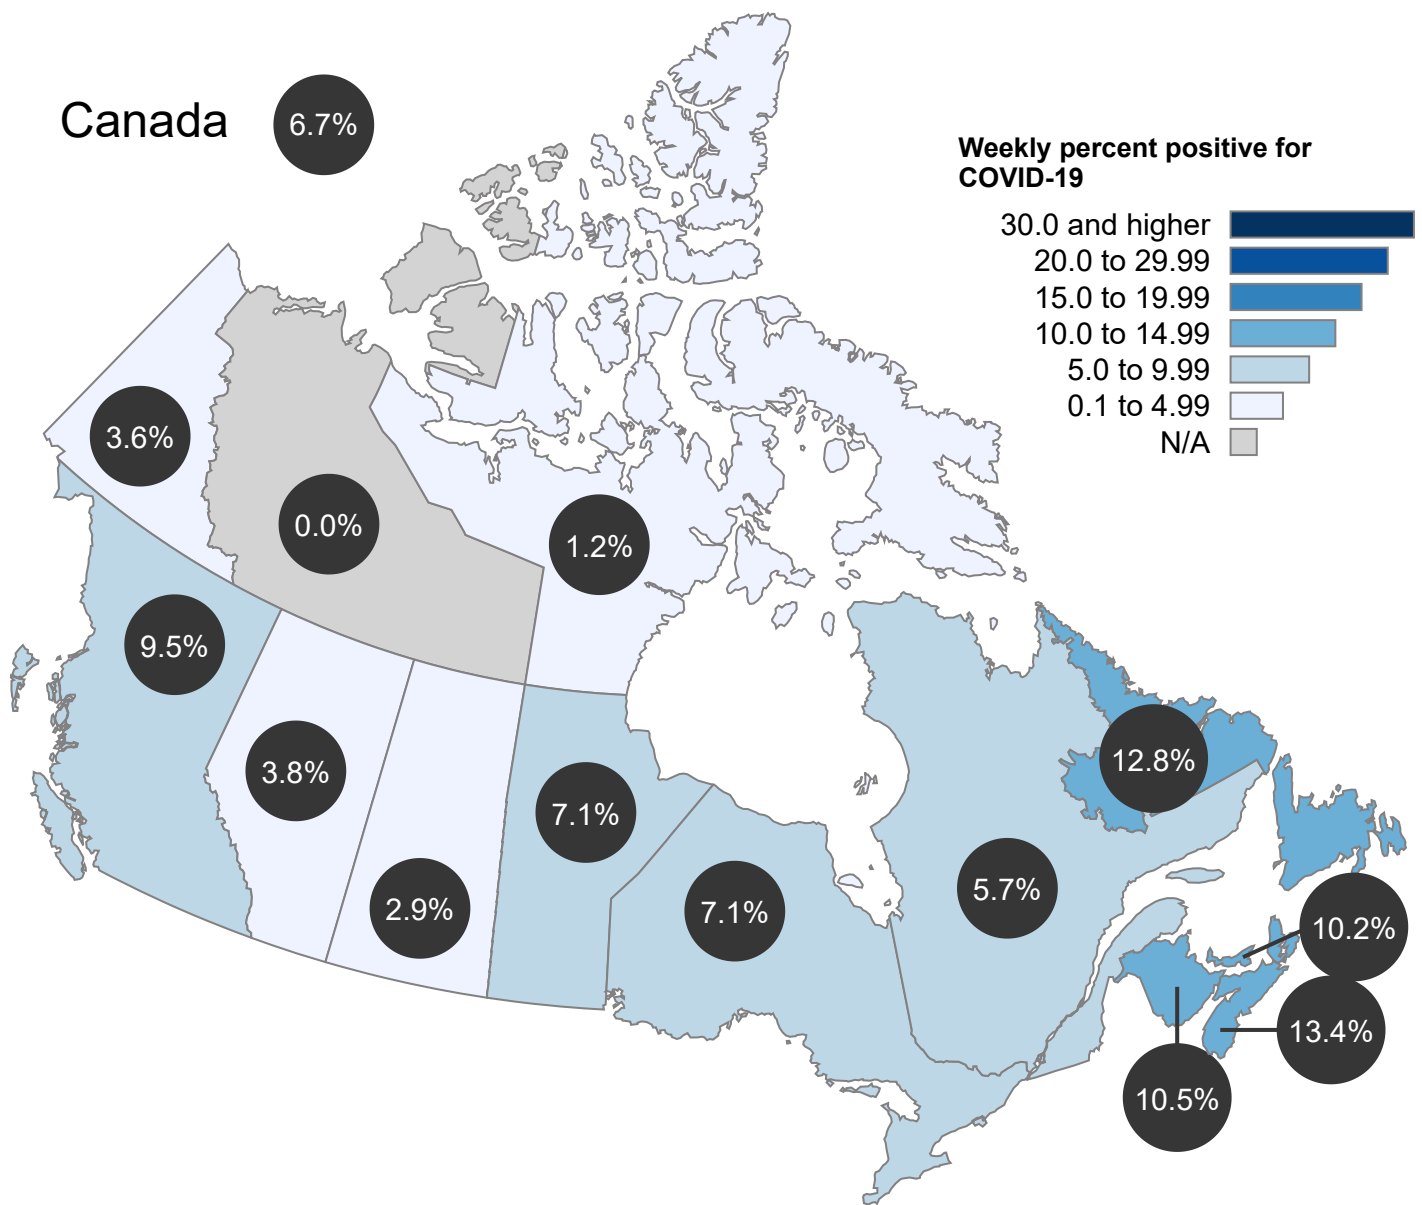 Canada
6.7%
Weekly percent positive for
COVID-19
30.0 and higher
20.0 to 29.99
15.0 to 19.99
10.0 to 14.99
5.0 to 9.99
0.1 to 4.99
N/A
3.6%
0.0%
1.2%
9.5%
3.8%
2.9%
7.1%
7.1%
5.7%
12.8%
10.2%
13.4%
10.5%